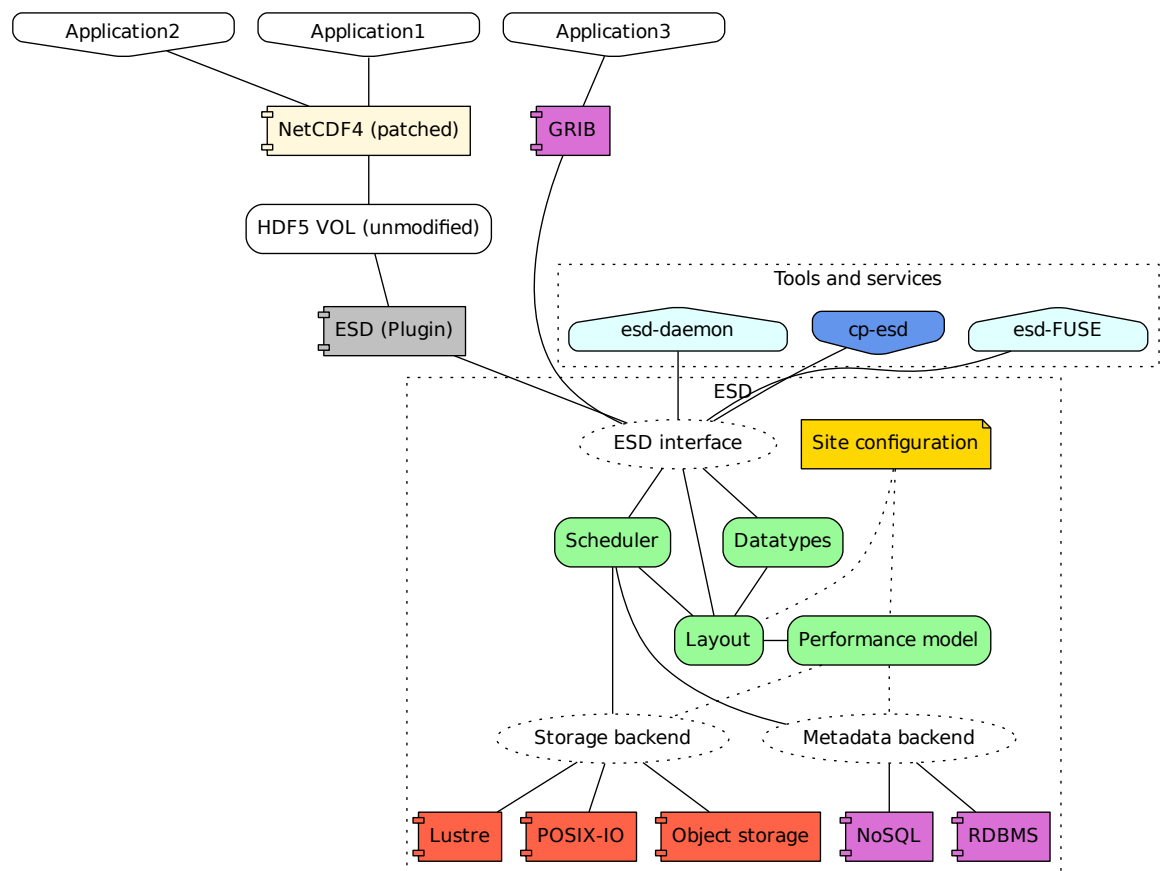 Application2
Application1
Application3
NetCDF4 (patched)
GRIB
HDF5 VOL (unmodified)
Tools and services
ESD (Plugin)
esd-daemon
cp-esd
esd-FUSE
ESD
ESD interface
Site configuration
Scheduler
Datatypes
Layout
Performance model
Storage backend
Metadata backend
Lustre
POSIX-IO
Object storage
NoSQL
RDBMS